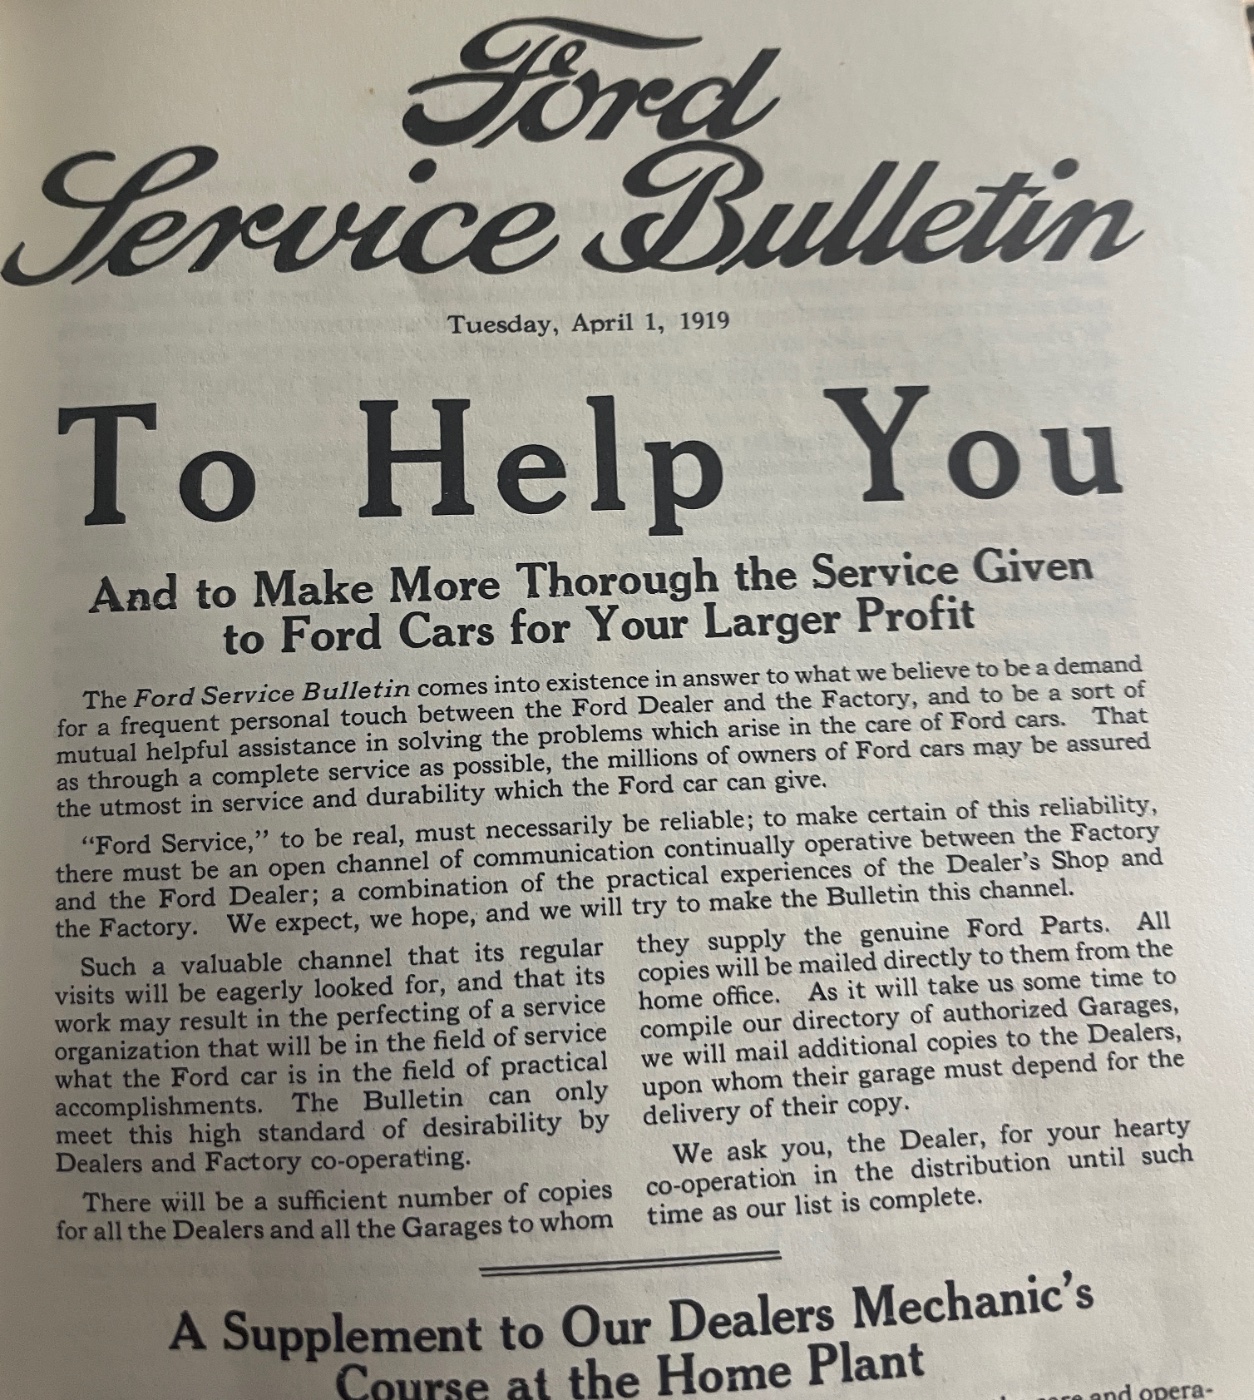 Ford
Service Bulletin
Tuesday, April 1, 1919
To Help You
And to Make More Thorough the Service Given
to Ford Cars for Your Larger Profit
The Ford Service Bulletin comes into existence in answer to what we believe to be a demand
for a frequent personal touch between the Ford Dealer and the Factory, and to be a sort of
mutual helpful assistance in solving the problems which arise in the care of Ford cars. That
as through a complete service as possible, the millions of owners of Ford cars may be assured
the utmost in service and durability which the Ford car can give.
“Ford Service,” to be real, must necessarily be reliable; to make certain of this reliability,
there must be an open channel of communication continually operative between the Factory
and the Ford Dealer; a combination of the practical experiences of the Dealer’s Shop and
the Factory. We expect, we hope, and we will try to make the Bulletin this channel.
Such a valuable channel that its regular
visits will be eagerly looked for, and that its
work may result in the perfecting of a service
organization that will be in the field of service
what the Ford car is in the field of practical
accomplishments. The Bulletin can only
meet this high standard of desirability by
Dealers and Factory co-operating.
There will be a sufficient number of copies
for all the Dealers and all the Garages to whom
they supply the genuine Ford Parts. All
copies will be mailed directly to them from the
home office. As it will take us some time to
compile our directory of authorized Garages,
we will mail additional copies to the Dealers,
upon whom their garage must depend for the
delivery of their copy.
We ask you, the Dealer, for your hearty
co-operation in the distribution until such
time as our list is complete.
A Supplement to Our Dealers Mechanic’s
Course at the Home Plant
and opera-